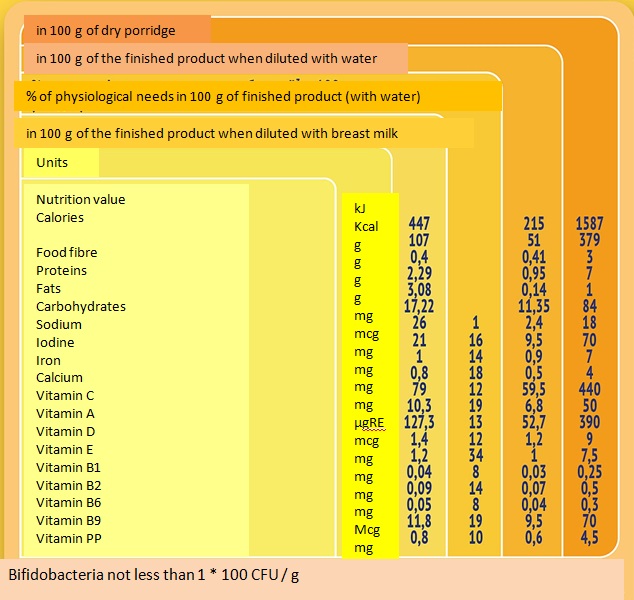 in 100 g of dry porridge
in 100 g of the finished product when diluted with water
% of physiological needs in 100 g of finished product (with water)
in 100 g of the finished product when diluted with breast milk
Units
Nutrition value
Calories
Food fibre
Proteins
Fats
Carbohydrates
Sodium
Iodine
Iron
Calcium
Vitamin C
Vitamin A
Vitamin D
Vitamin E
Vitamin B1
Vitamin B2
Vitamin B6
Vitamin B9
Vitamin PP
kJ
Kcal
g
g
g
g
mg
mcg
mg
mg
mg
mg
µgRE
mcg
mg
mg
mg
mg
Mcg
mg
447
107
0,4
2,29
3,08
17,22
26
21
1
0,8
79
10,3
127,3
1,4
1,2
0,04
0,09
0,05
11,8
0,8
1
16
14
18
12
19
13
12
34
8
14
8
19
10
215
51
0,41
0,95
0,14
11,35
2,4
9,5
0,9
0,5
59,5
6,8
52,7
1,2
1
0,03
0,07
0,04
9,5
0,6
1587
379
3
7
1
84
18
70
7
4
440
50
390
9
7,5
0,25
0,5
0,3
70
4,5
Bifidobacteria not less than 1 * 100 CFU / g